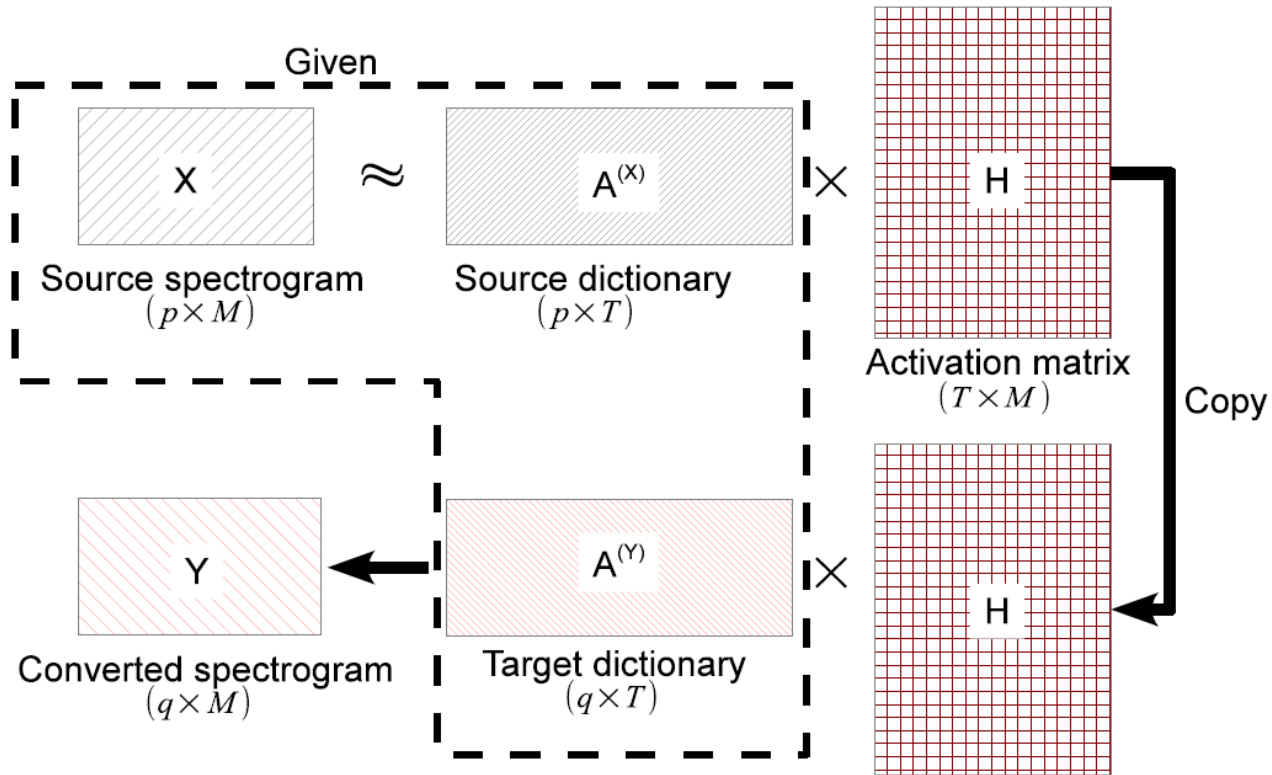 Given
X ≈ A^(X) × H
Source spectrogram
(p×M)
Source dictionary
(p×T)
Activation matrix
(T×M)
Copy
Y A^(Y) × H
Converted spectrogram
(q×M)
Target dictionary
(q×T)